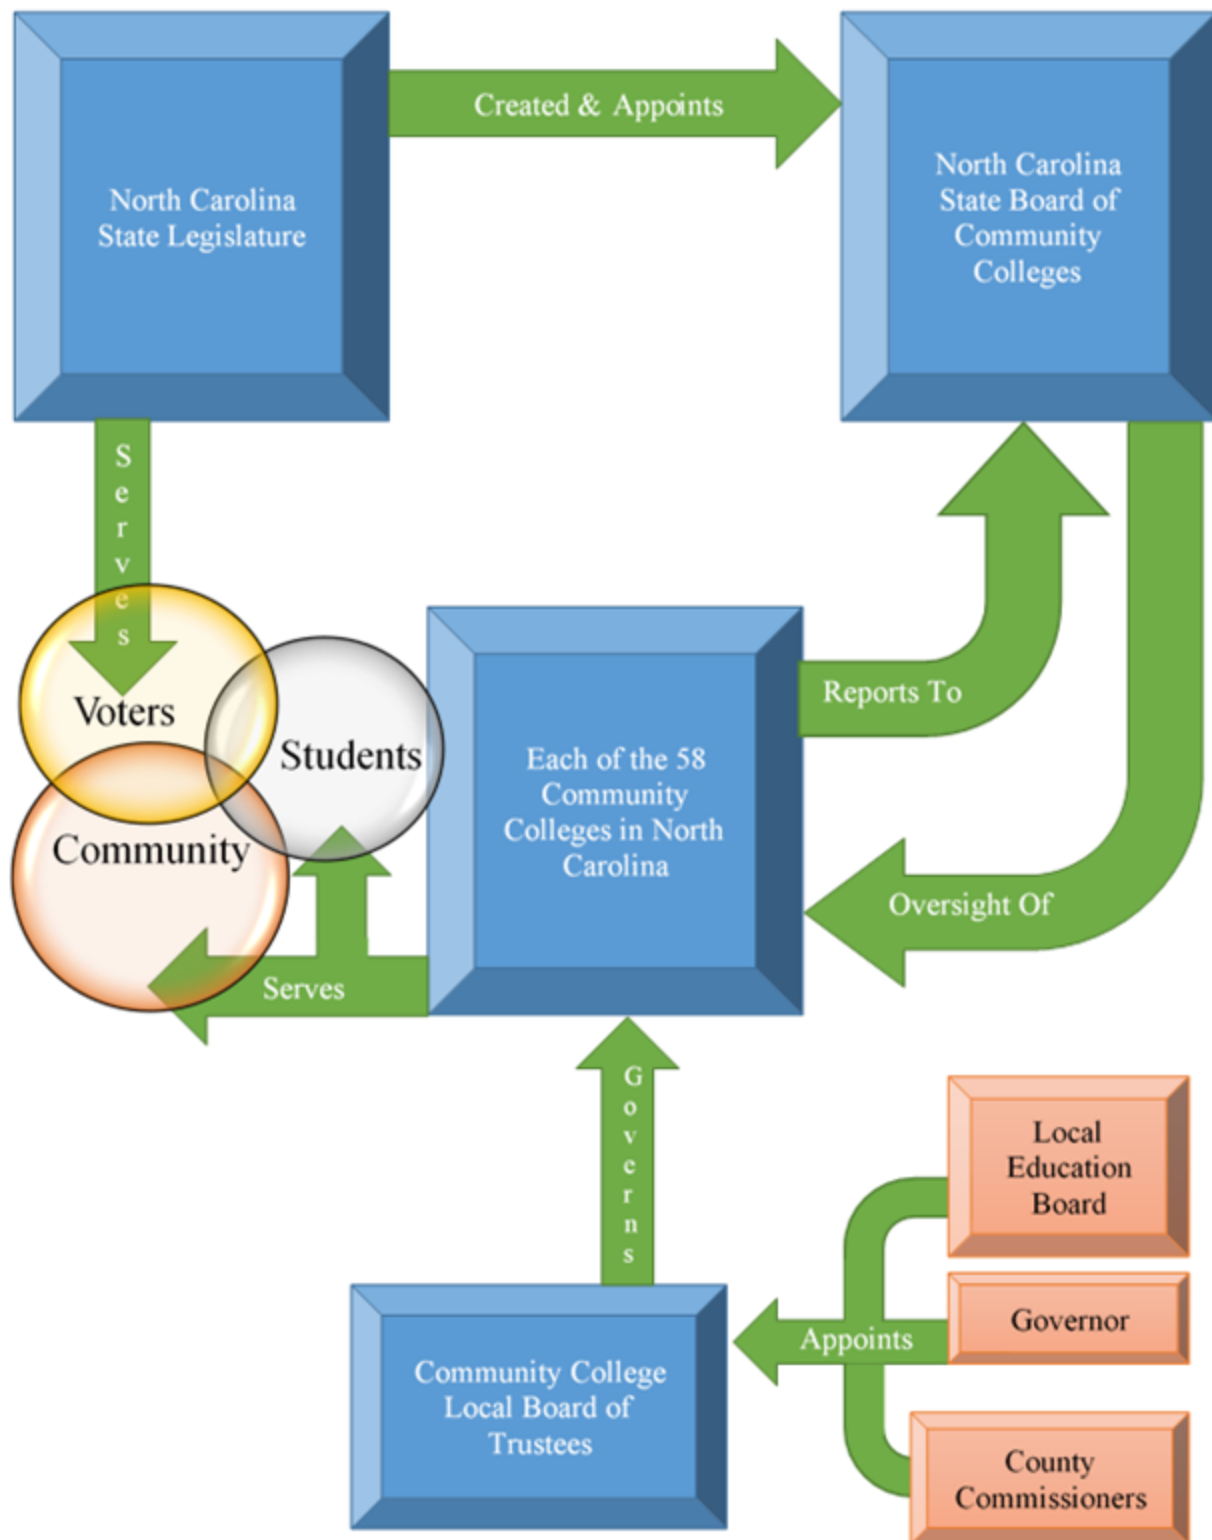 Created & Appoints
North Carolina
State Legislature
North Carolina
State Board of
Community
Colleges
Serves
Voters
Students
Community
Serves
Each of the 58
Community
Colleges in North
Carolina
Reports To
Oversight Of
Governs
Local
Education
Board
Governor
Appoints
Community College
Local Board of
Trustees
County
Commissioners